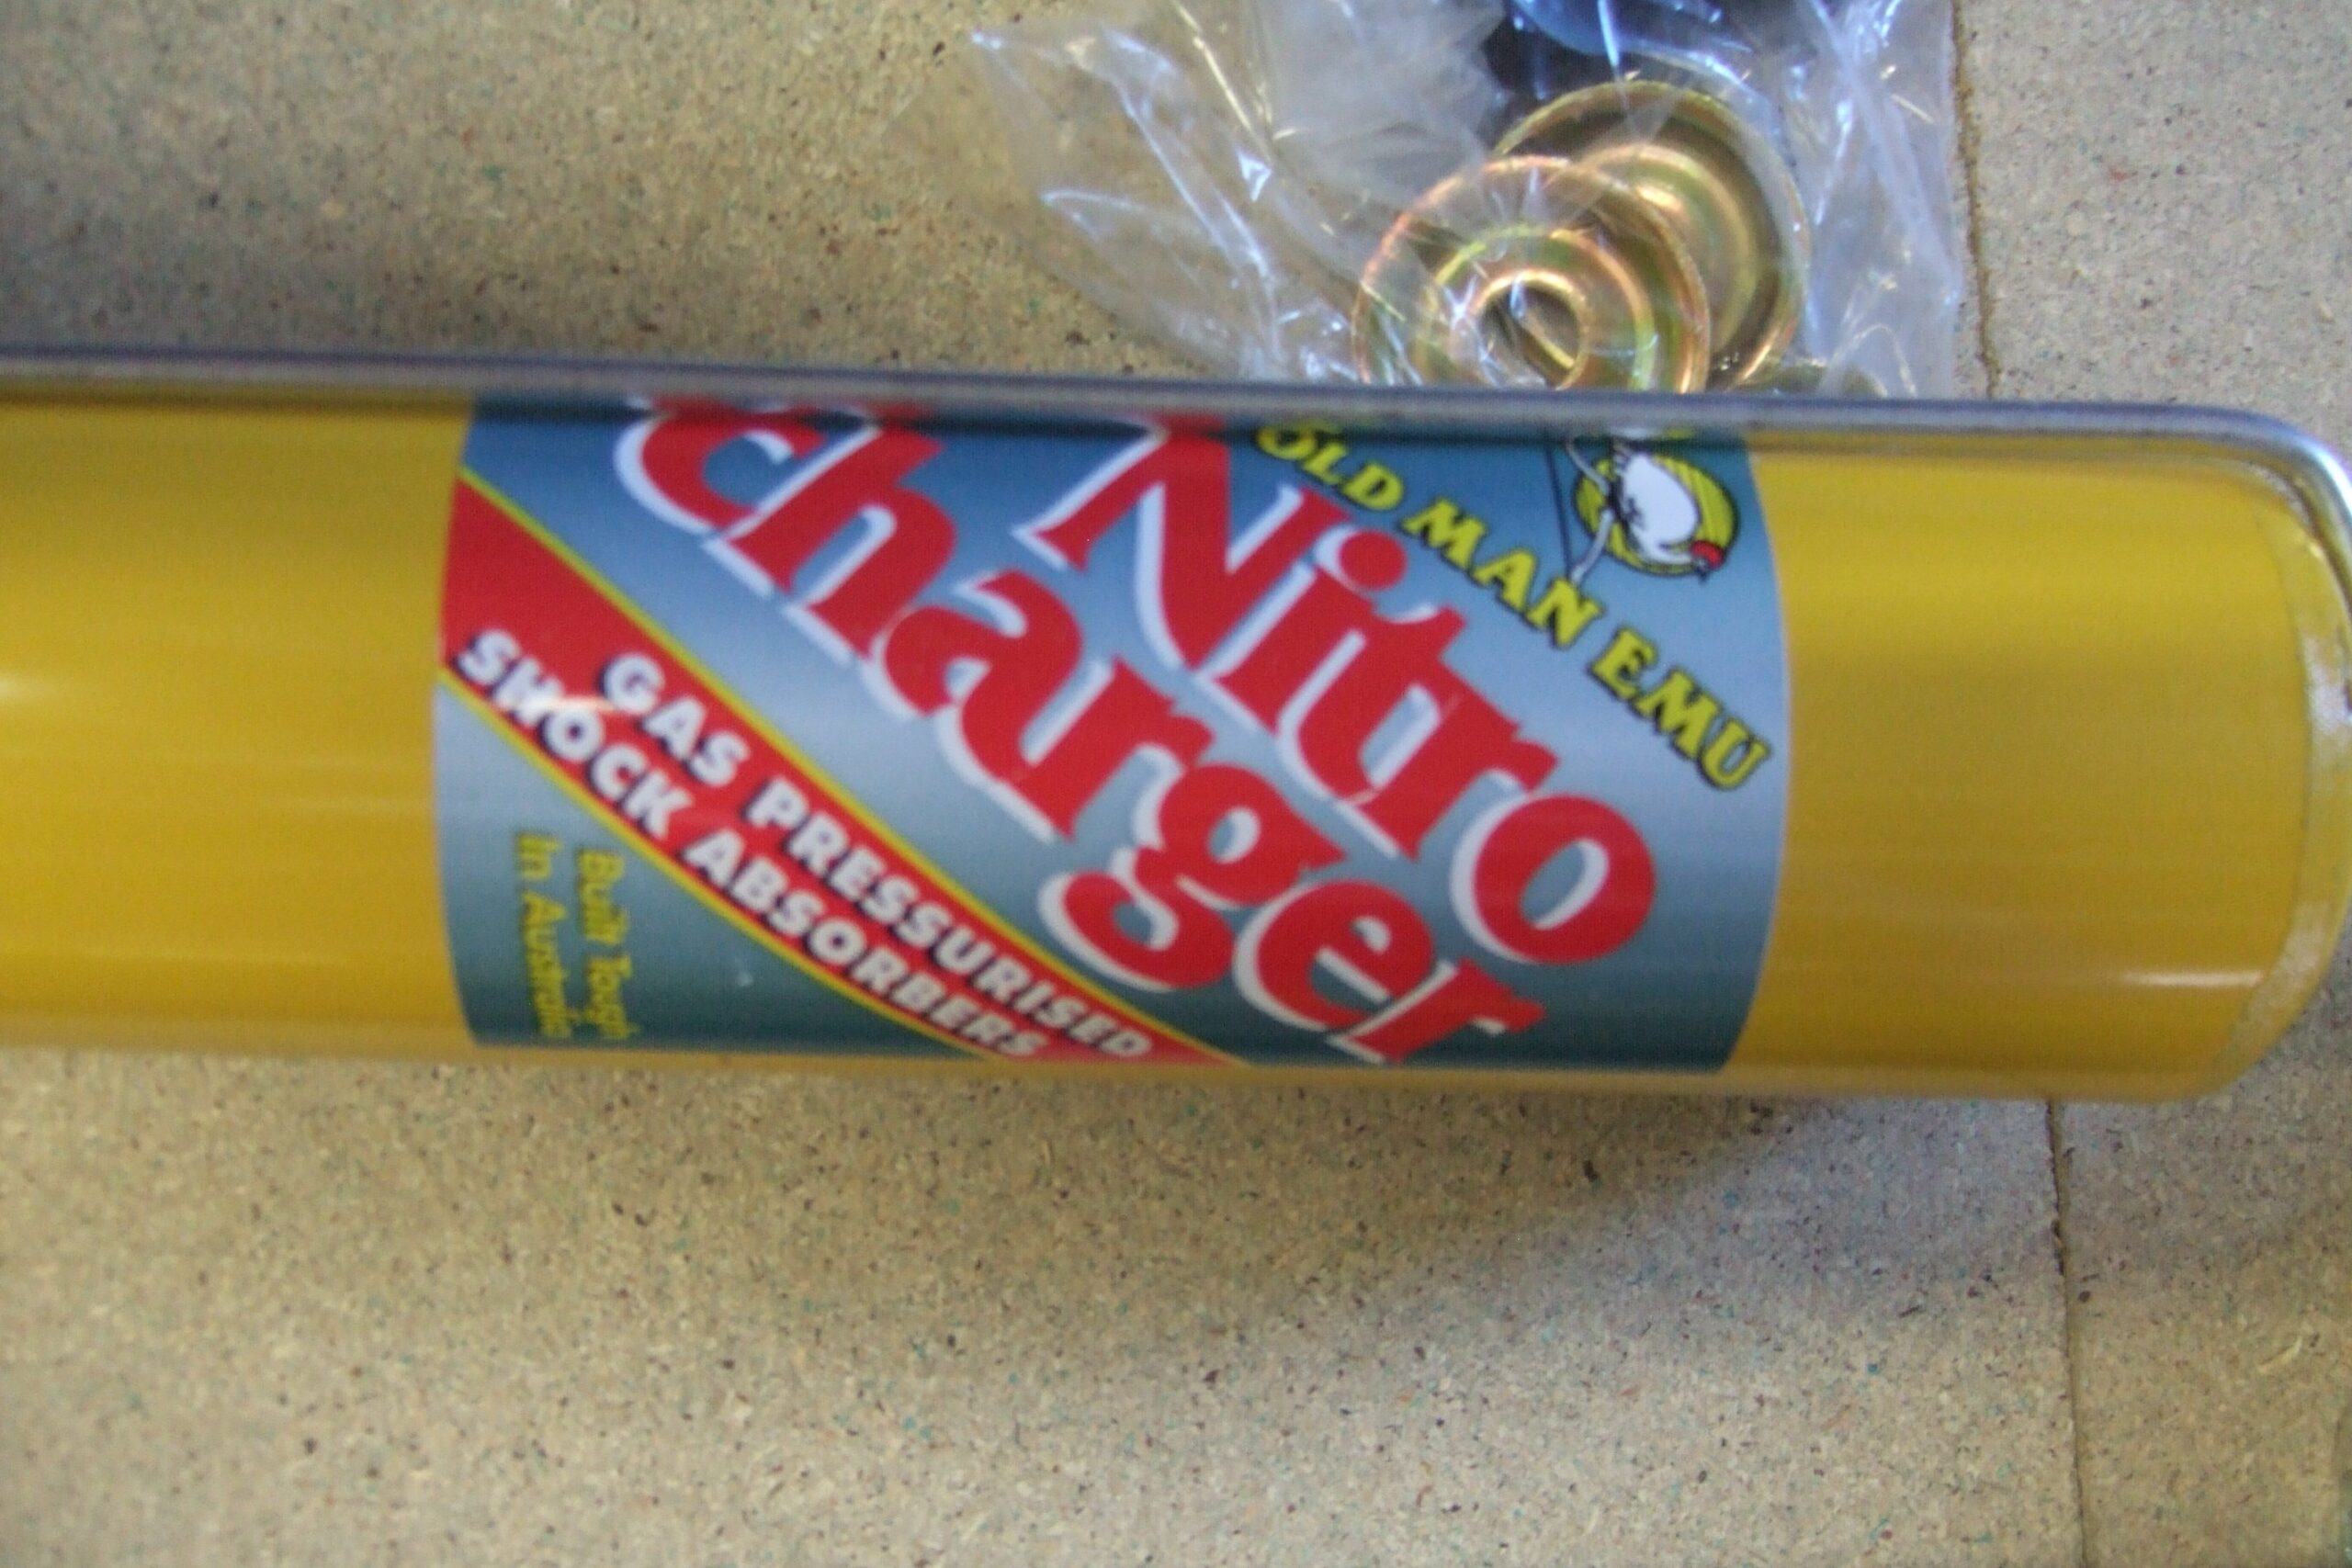 OLD MAN EMU
Nitro
charger
GAS PRESSURISED
SHOCK ABSORBERS
Built Tough
In Australia